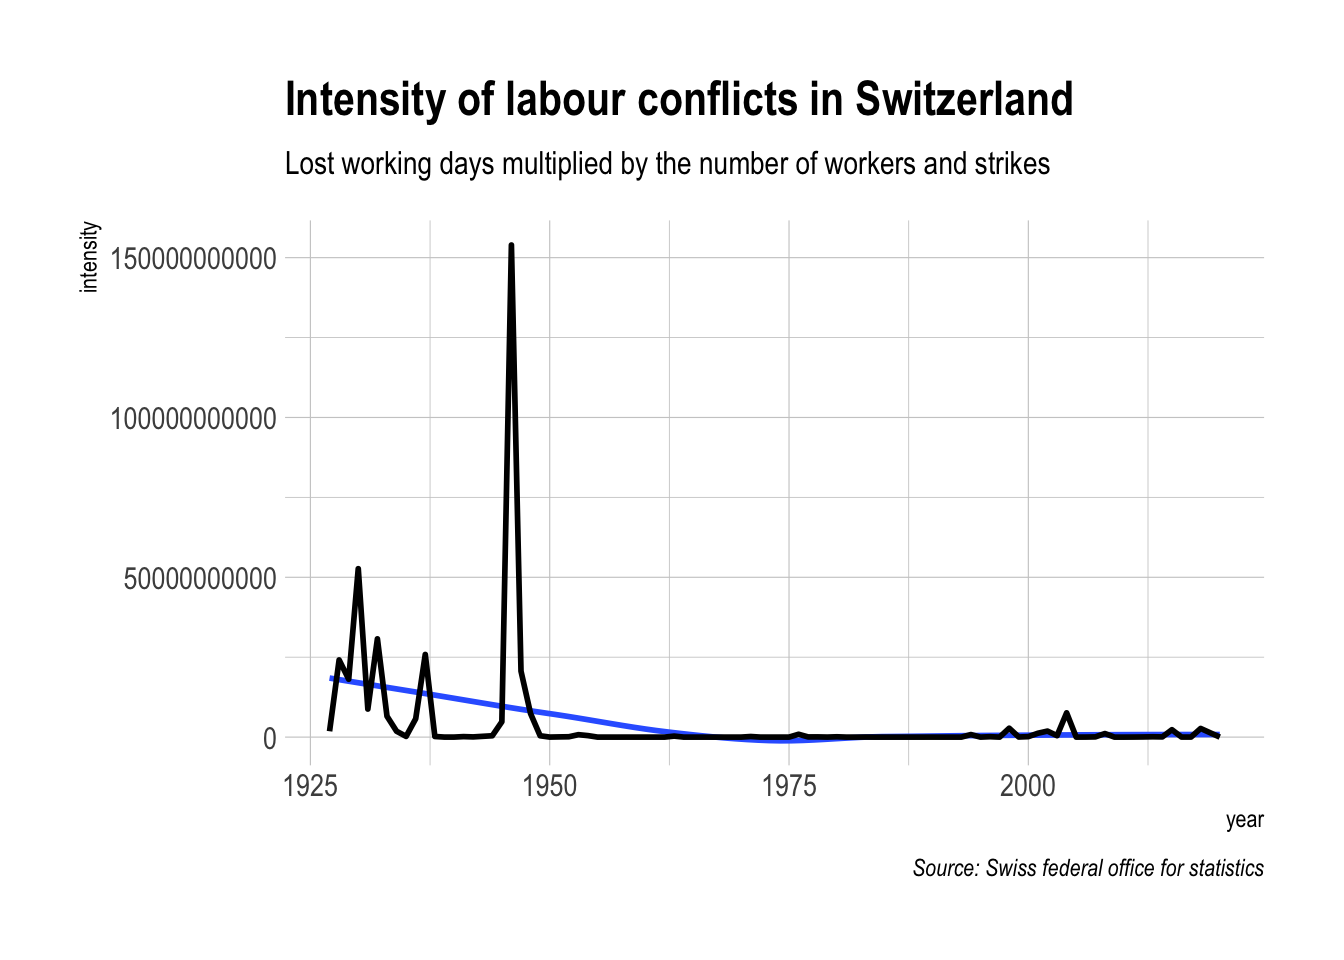 Intensity of labour conflicts in Switzerland
Lost working days multiplied by the number of workers and strikes
intensity
150000000000
100000000000
50000000000
0
1925 1950 1975 2000
year
Source: Swiss federal office for statistics